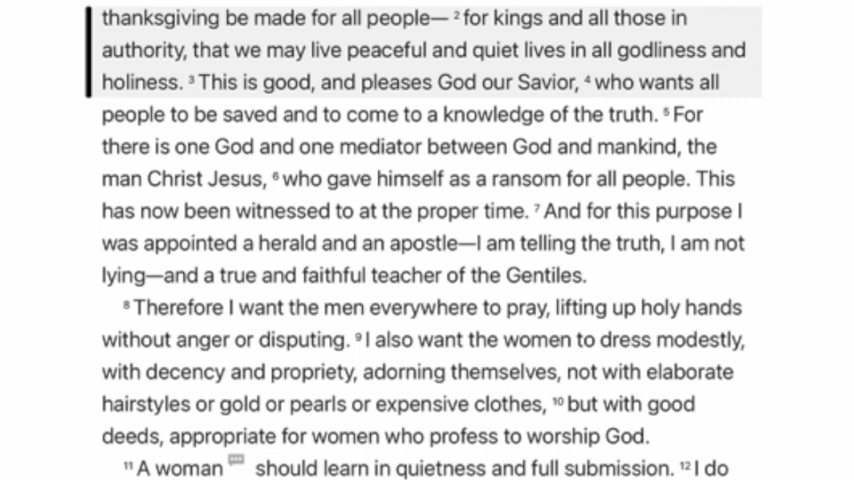 thanksgiving be made for all people— 2 for kings and all those in
authority, that we may live peaceful and quiet lives in all godliness and
holiness. 3 This is good, and pleases God our Savior, 4 who wants all
people to be saved and to come to a knowledge of the truth. 5 For
there is one God and one mediator between God and mankind, the
man Christ Jesus, 6 who gave himself as a ransom for all people. This
has now been witnessed to at the proper time. 7 And for this purpose I
was appointed a herald and an apostle—I am telling the truth, I am not
lying—and a true and faithful teacher of the Gentiles.
8 Therefore I want the men everywhere to pray, lifting up holy hands
without anger or disputing. 9 I also want the women to dress modestly,
with decency and propriety, adorning themselves, not with elaborate
hairstyles or gold or pearls or expensive clothes, 10 but with good
deeds, appropriate for women who profess to worship God.
11 A woman should learn in quietness and full submission. 12 I do